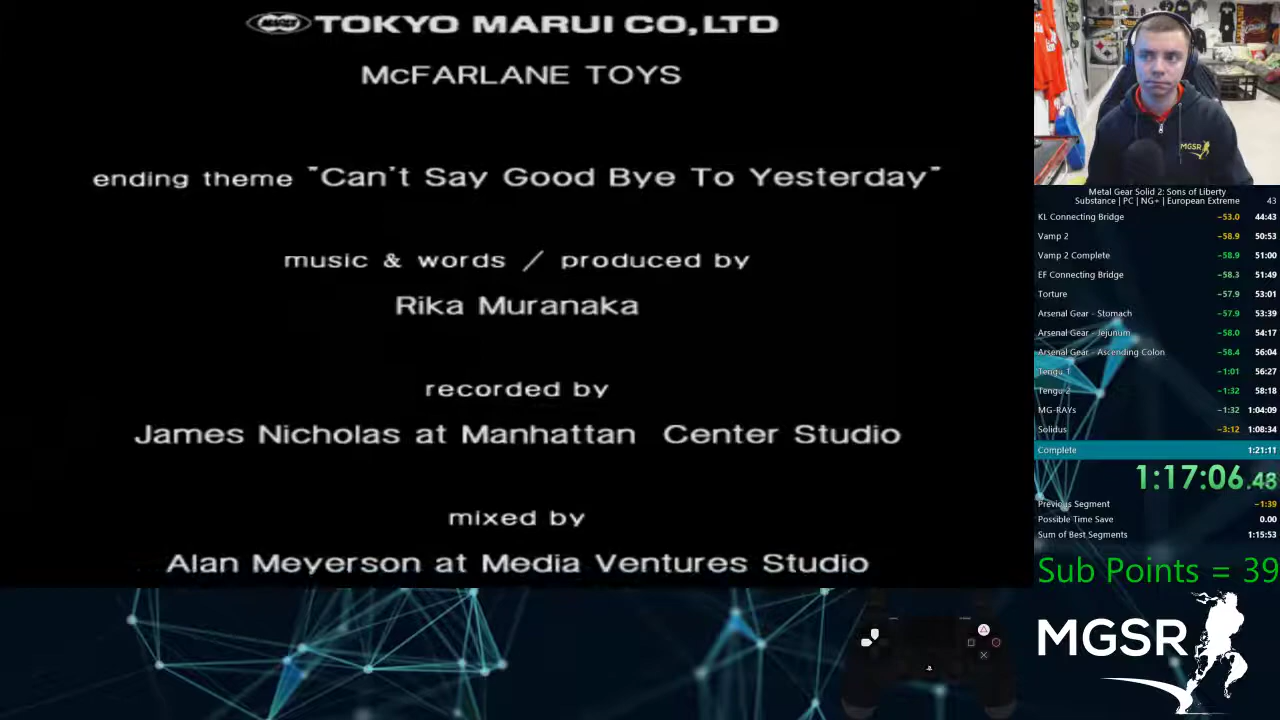 TOKYO MARUI CO,LTD
McFARLANE TOYS
ending theme "Can't Say Good Bye To Yesterday"
music & words / produced by
Rika Muranaka
recorded by
James Nicholas at Manhattan Center Studio
mixed by
Alan Meyerson at Media Ventures Studio
MGSR
Metal Gear Solid 2: Sons of Liberty
Substance | PC | NG+ | European Extreme 43
KL Connecting Bridge -53.0 44:43
Vamp 2 -58.9 50:53
Vamp 2 Complete -58.9 51:00
EF Connecting Bridge -58.3 51:49
Torture -57.9 53:01
Arsenal Gear - Stomach -57.9 53:39
Arsenal Gear - Jejunum -58.0 54:17
Arsenal Gear - Ascending Colon -58.4 56:04
Tengu 1 -1:01 56:27
Tengu 2 -1:32 58:18
MG-RAYs -1:32 1:04:09
Solidus -3:12 1:08:34
Complete 1:21:11
1:17:06.48
Previous Segment -1:39
Possible Time Save 0.00
Sum of Best Segments 1:15:53
Sub Points = 39
MGSR